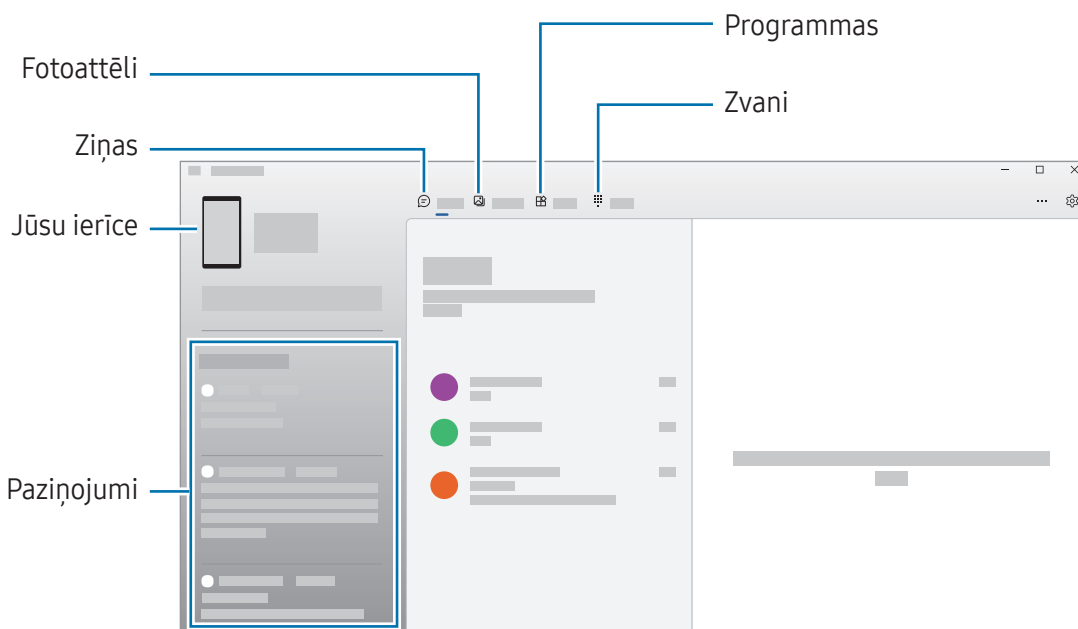 Programmas
Fotoattēli
Zvani
Ziņas
Jūsu ierīce
Paziņojumi